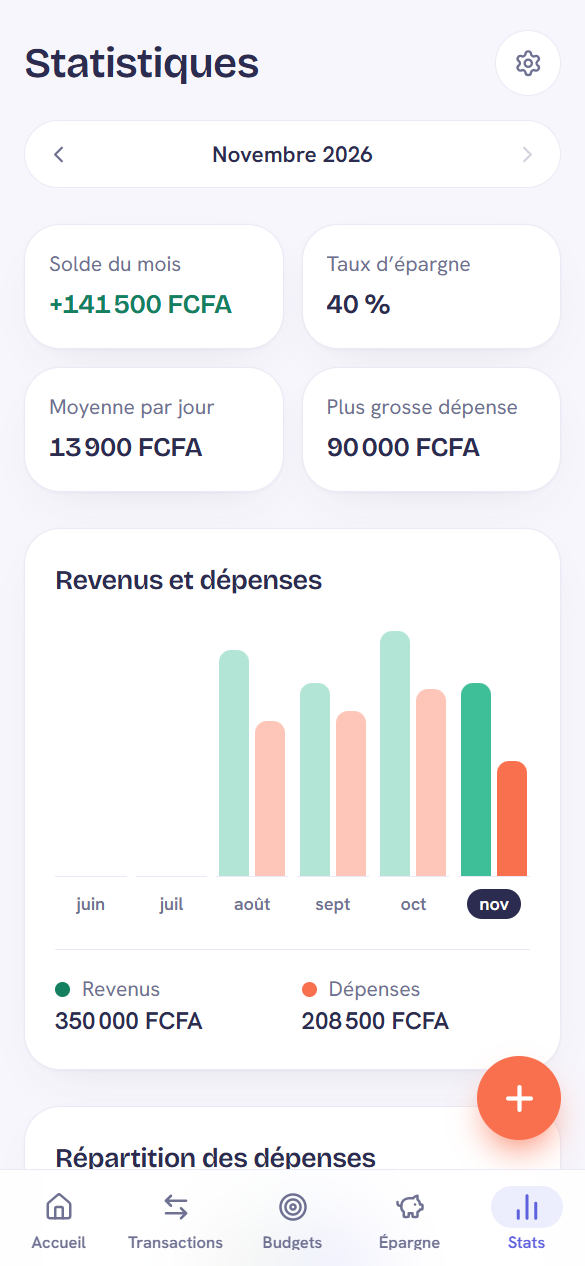 Statistiques
Novembre 2026
Solde du mois
+141 500 FCFA
Taux d’épargne
40 %
Moyenne par jour
13 900 FCFA
Plus grosse dépense
90 000 FCFA
Revenus et dépenses
juin juil août sept oct nov
Revenus
350 000 FCFA
Dépenses
208 500 FCFA
Répartition des dépenses
Accueil Transactions Budgets Épargne Stats